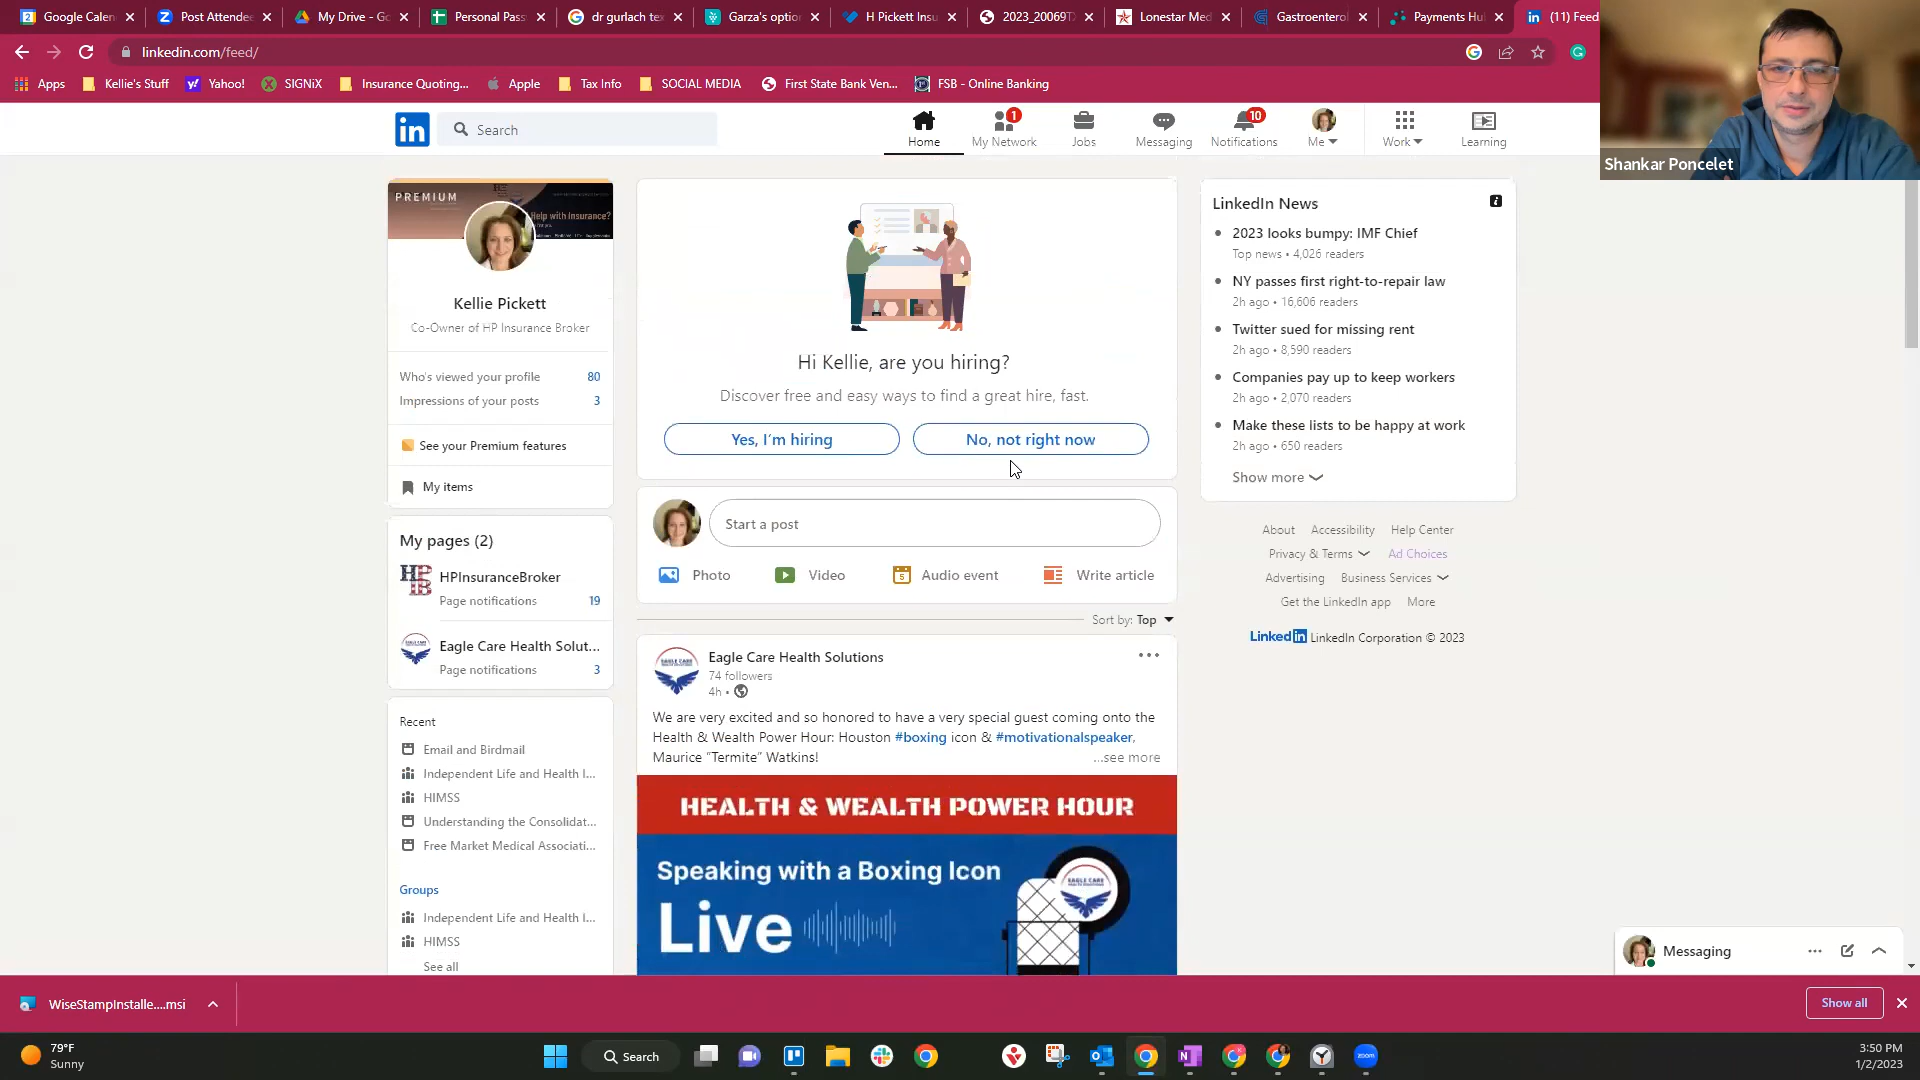 Google Calen
Post Attendee
My Drive - Go
Personal Pass
dr gurlach tex
Garza's option
H Pickett Insu
2023_20069T
Lonestar Med
Gastroenterol
Payments Hu
(11) Feed
linkedin.com/feed/
Apps
Kellie's Stuff
Yahoo!
SIGNiX
Insurance Quoting...
Apple
Tax Info
SOCIAL MEDIA
First State Bank Ven...
FSB - Online Banking
Shankar Poncelet
in
Search
Home
1
My Network
Jobs
Messaging
10
Notifications
Me
Work
Learning
PREMIUM
Help with Insurance?
Kellie Pickett
Co-Owner of HP Insurance Broker
Who's viewed your profile 80
Impressions of your posts 3
See your Premium features
My items
My pages (2)
HPInsuranceBroker
Page notifications 19
Eagle Care Health Solut...
Page notifications 3
Recent
Email and Birdmail
Independent Life and Health I...
HIMSS
Understanding the Consolidat...
Free Market Medical Associati...
Groups
Independent Life and Health I...
HIMSS
See all
Hi Kellie, are you hiring?
Discover free and easy ways to find a great hire, fast.
Yes, I'm hiring
No, not right now
Start a post
Photo
Video
Audio event
Write article
Sort by: Top
Eagle Care Health Solutions
74 followers
4h •
We are very excited and so honored to have a very special guest coming onto the
Health & Wealth Power Hour: Houston #boxing icon & #motivationalspeaker,
Maurice "Termite" Watkins!
...see more
HEALTH & WEALTH POWER HOUR
Speaking with a Boxing Icon
Live
EAGLE CARE
LinkedIn News
2023 looks bumpy: IMF Chief
Top news • 4,026 readers
NY passes first right-to-repair law
2h ago • 16,606 readers
Twitter sued for missing rent
2h ago • 8,590 readers
Companies pay up to keep workers
2h ago • 2,070 readers
Make these lists to be happy at work
2h ago • 650 readers
Show more
About Accessibility Help Center
Privacy & Terms Ad Choices
Advertising Business Services
Get the LinkedIn app More
LinkedIn LinkedIn Corporation © 2023
Messaging
WiseStampInstalle....msi
Show all
79°F
Sunny
Search
zoom
3:50 PM
1/2/2023